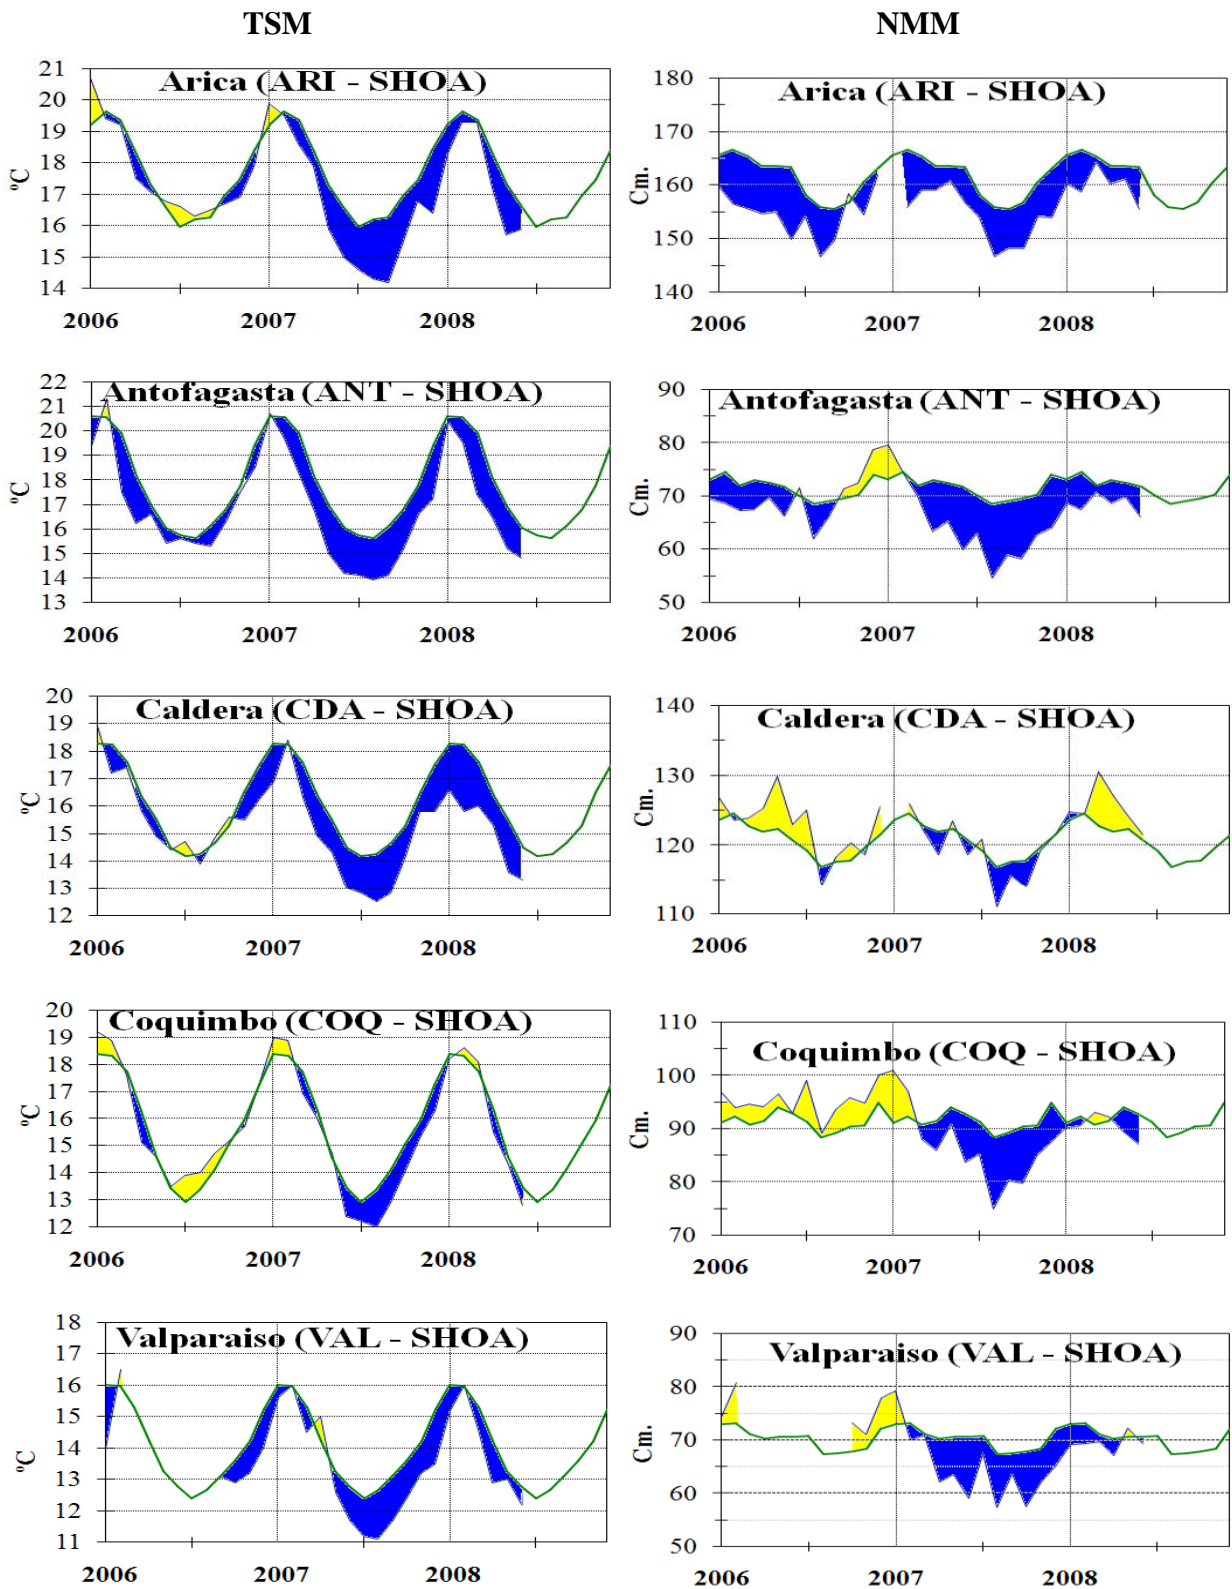 TSM
NMM
Arica (ARI - SHOA)
21
20
19
18
17
16
15
14
ºC
2006 2007 2008
Arica (ARI - SHOA)
180
170
160
150
140
Cm.
2006 2007 2008
Antofagasta (ANT - SHOA)
22
21
20
19
18
17
16
15
14
13
ºC
2006 2007 2008
Antofagasta (ANT - SHOA)
90
80
70
60
50
Cm.
2006 2007 2008
Caldera (CDA - SHOA)
20
19
18
17
16
15
14
13
12
ºC
2006 2007 2008
Caldera (CDA - SHOA)
140
130
120
110
Cm.
2006 2007 2008
Coquimbo (COQ - SHOA)
20
19
18
17
16
15
14
13
12
ºC
2006 2007 2008
Coquimbo (COQ - SHOA)
110
100
90
80
70
Cm.
2006 2007 2008
Valparaiso (VAL - SHOA)
18
17
16
15
14
13
12
11
ºC
2006 2007 2008
Valparaiso (VAL - SHOA)
90
80
70
60
50
Cm.
2006 2007 2008